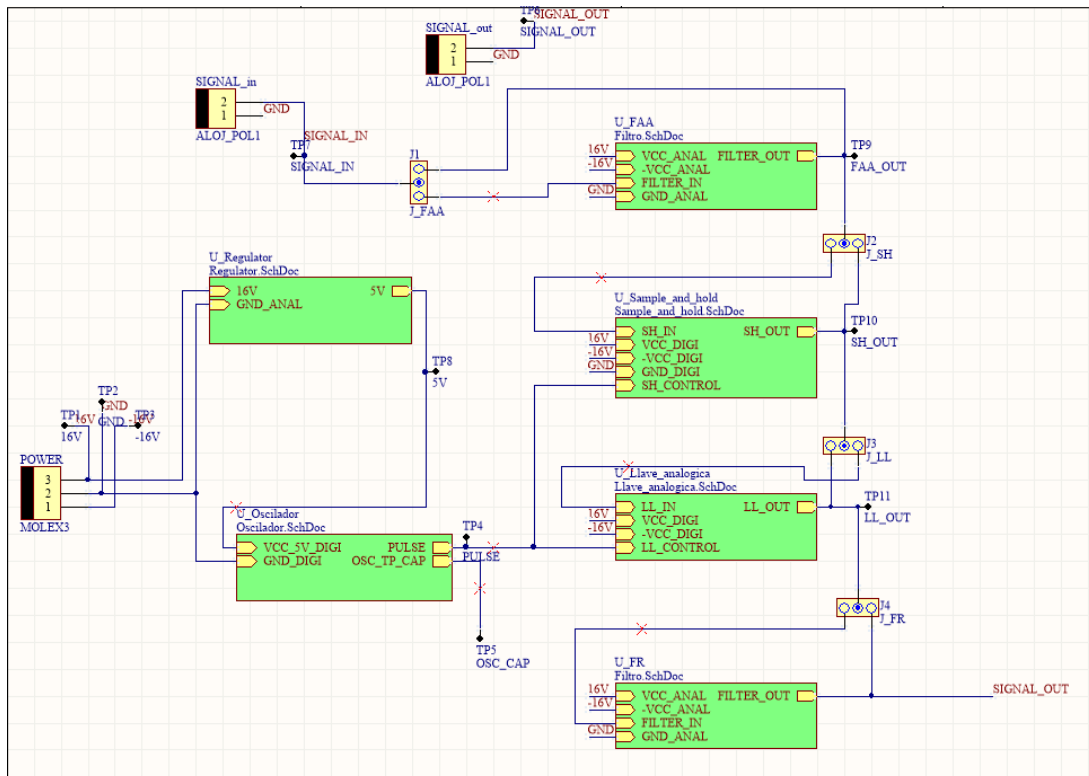 TP6
SIGNAL_OUT
SIGNAL_out
SIGNAL_OUT
2
1
GND
ALOJ_POL1
SIGNAL_in
2
1
GND
ALOJ_POL1
SIGNAL_IN
TP7
SIGNAL_IN
J1
J_FAA
U_FAA
Filtro.SchDoc
16V
-16V
GND
VCC_ANAL
-VCC_ANAL
FILTER_IN
GND_ANAL
FILTER_OUT
TP9
FAA_OUT
J2
J_SH
U_Regulator
Regulator.SchDoc
16V
GND_ANAL
5V
TP8
5V
U_Sample_and_hold
Sample_and_hold.SchDoc
16V
-16V
GND
SH_IN
VCC_DIGI
-VCC_DIGI
GND_DIGI
SH_CONTROL
SH_OUT
TP10
SH_OUT
TP2
GND
TP1
16V
GND
-16V
TP3
16V
-16V
J3
J_LL
POWER
3
2
1
MOLEX3
U_Llave_analogica
Llave_analogica.SchDoc
16V
-16V
LL_IN
VCC_DIGI
-VCC_DIGI
LL_CONTROL
LL_OUT
TP11
LL_OUT
U_Oscilador
Oscilador.SchDoc
VCC_5V_DIGI
GND_DIGI
PULSE
OSC_TP_CAP
TP4
PULSE
TP5
OSC_CAP
J4
J_FR
U_FR
Filtro.SchDoc
16V
-16V
GND
VCC_ANAL
-VCC_ANAL
FILTER_IN
GND_ANAL
FILTER_OUT
SIGNAL_OUT